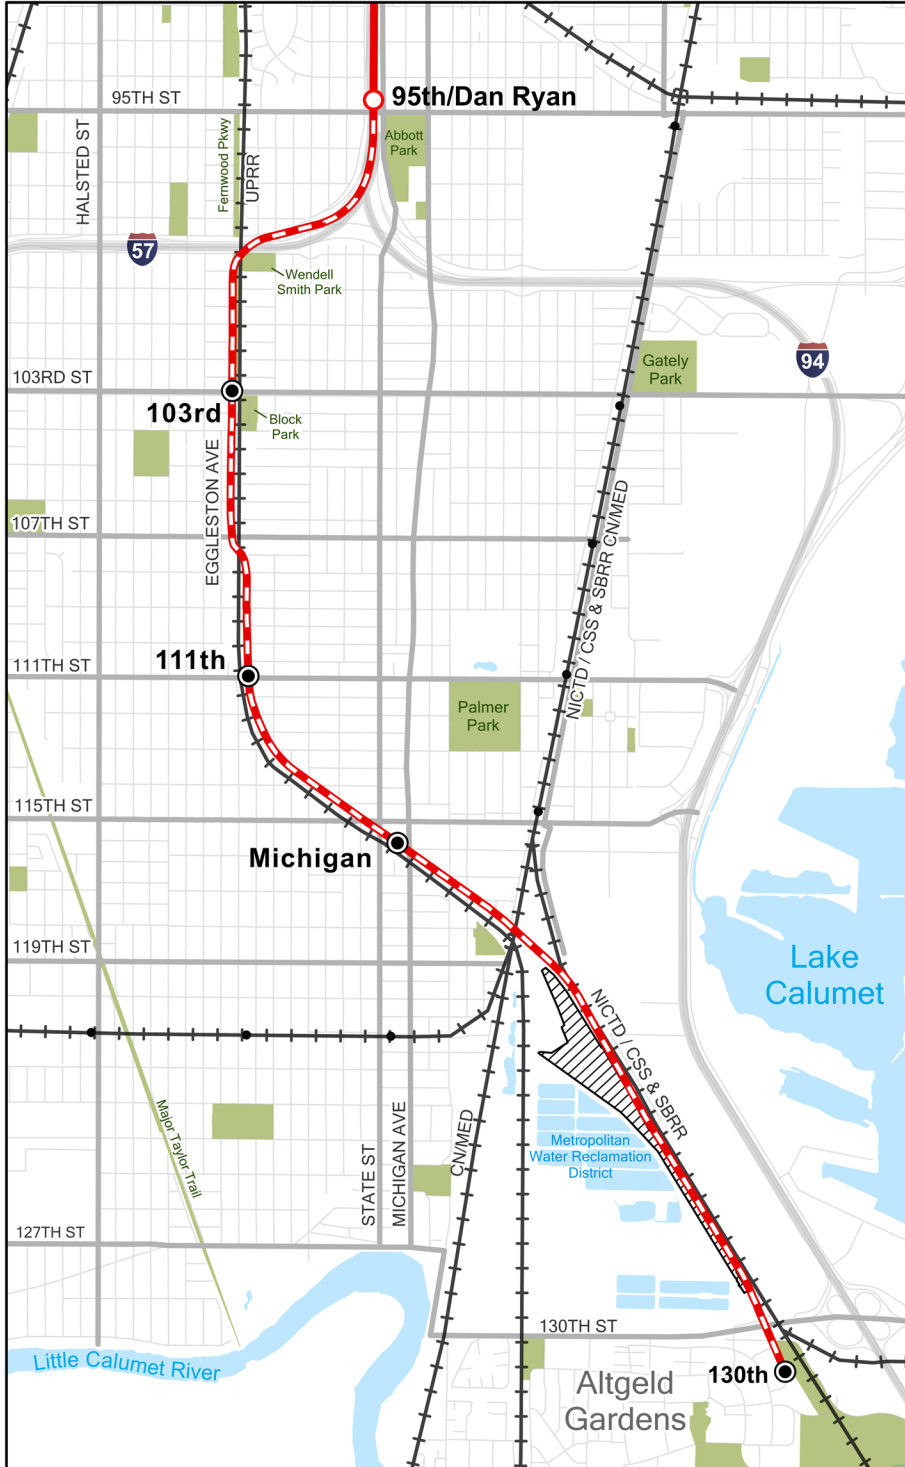 95TH ST
95th/Dan Ryan
HALSTED ST
Fernwood Pkwy
UPRR
Abbott
Park
57
Wendell
Smith Park
94
Gately
Park
103RD ST
103rd
Block
Park
EGGLESTON AVE
107TH ST
NICTD / CSS & SBRR CN/MED
111TH ST
111th
Palmer
Park
115TH ST
Michigan
119TH ST
Lake
Calumet
NICTD / CSS & SBRR
Major Taylor Trail
STATE ST
MICHIGAN AVE
CN/MED
Metropolitan
Water Reclamation
District
127TH ST
130TH ST
Little Calumet River
130th
Altgeld
Gardens